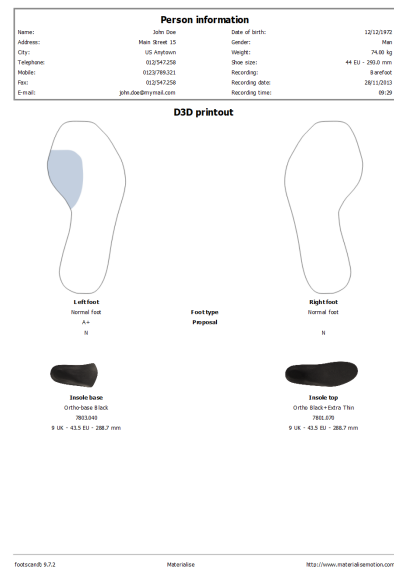 Person information
Name: John Doe Date of birth: 12/12/1972
Address: Main Street 15 Gender: Man
City: US Anytown Weight: 74.00 kg
Telephone: 012/547.258 Shoe size: 44 EU - 293.0 mm
Mobile: 0123/789.321 Recording: Barefoot
Fax: 012/547.258 Recording date: 28/11/2013
E-mail: john.doe@mymail.com Recording time: 09:29
D3D printout
Left foot Right foot
Normal foot Foot type Normal foot
A+ Proposal
N N
Insole base Insole top
Ortho-base Black Ortho Black+Extra Thin
7803.040 7801.070
9 UK - 43.5 EU - 288.7 mm 9 UK - 43.5 EU - 288.7 mm
footscan® 9.7.2 Materialise http://www.materialisemotion.com